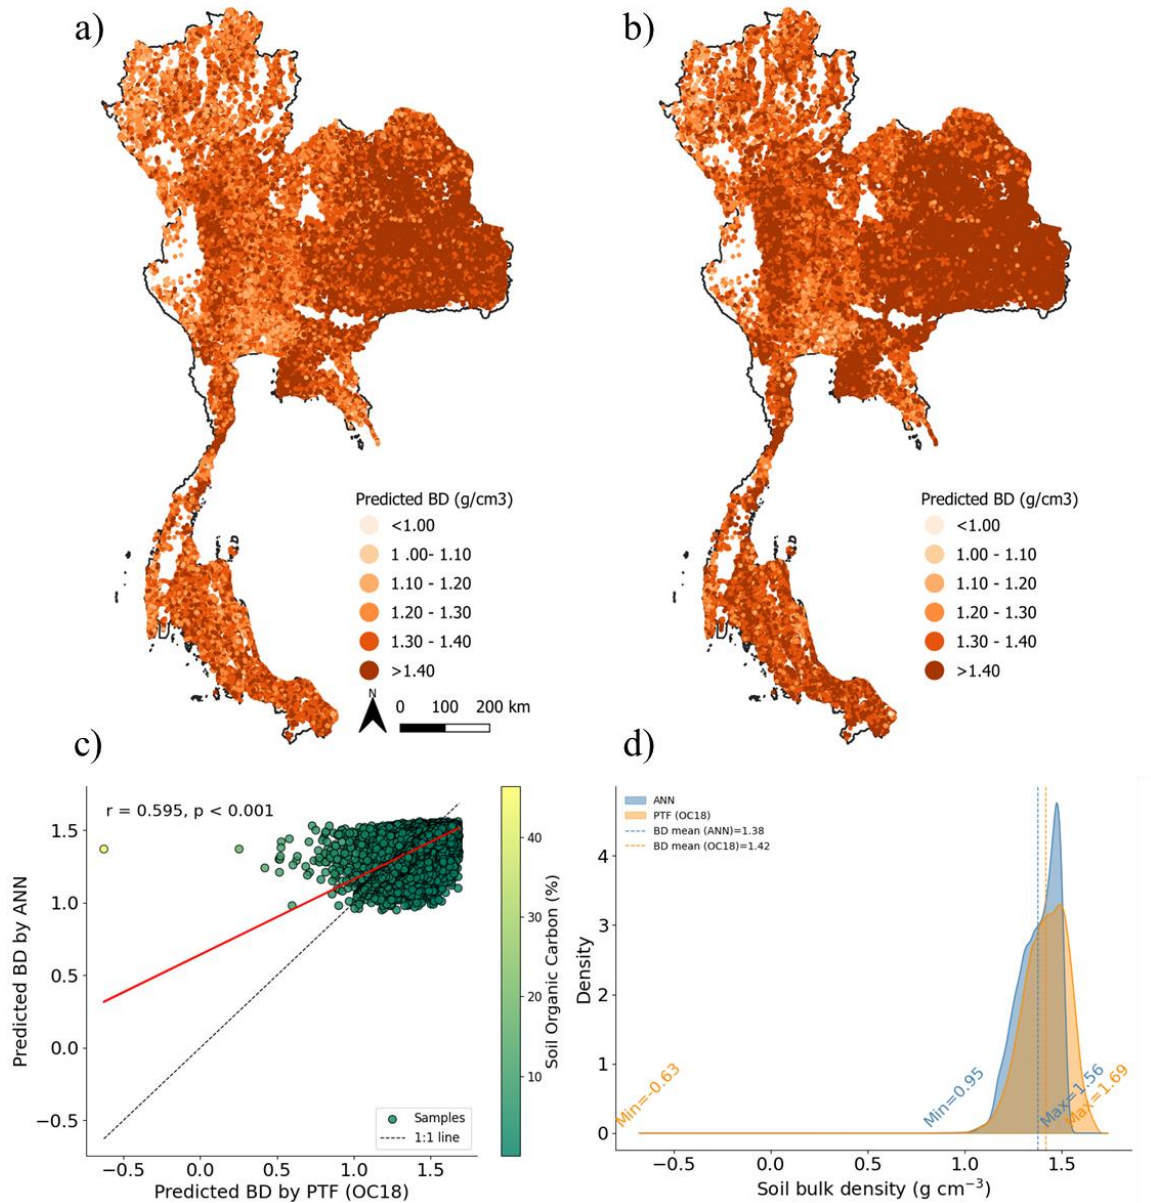 a)
b)
Predicted BD (g/cm3)
<1.00
1 .00- 1.10
1.10 - 1.20
1.20 - 1.30
1.30 - 1.40
>1.40
N
0 100 200 km
Predicted BD (g/cm3)
<1.00
1.00 - 1.10
1.10 - 1.20
1.20 - 1.30
1.30 - 1.40
>1.40
c)
r = 0.595, p < 0.001
1.5
1.0
0.5
0.0
−0.5
Predicted BD by ANN
−0.5 0.0 0.5 1.0 1.5
Predicted BD by PTF (OC18)
Samples
1:1 line
40
30
20
10
Soil Organic Carbon (%)
d)
ANN
PTF (OC18)
BD mean (ANN)=1.38
BD mean (OC18)=1.42
4
3
2
1
0
Density
Min=-0.63
Min=0.95
Max=1.56
Max=1.69
−0.5 0.0 0.5 1.0 1.5
Soil bulk density (g cm⁻³)